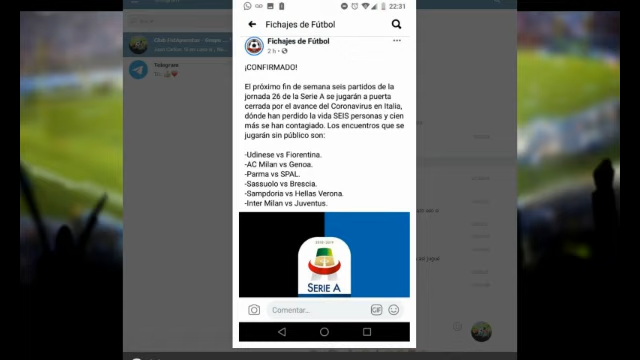 22:31
Fichajes de Fútbol
Fichajes de Fútbol
2 h
¡CONFIRMADO!
El próximo fin de semana seis partidos de la
jornada 26 de la Serie A se jugarán a puerta
cerrada por el avance del Coronavirus en Italia,
dónde han perdido la vida SEIS personas y cien
más se han contagiado. Los encuentros que se
jugarán sin público son:
-Udinese vs Fiorentina.
-AC Milan vs Genoa.
-Parma vs SPAL.
-Sassuolo vs Brescia.
-Sampdoria vs Hellas Verona.
-Inter Milan vs Juventus.
SERIE A
Comentar...
GIF
Telegram